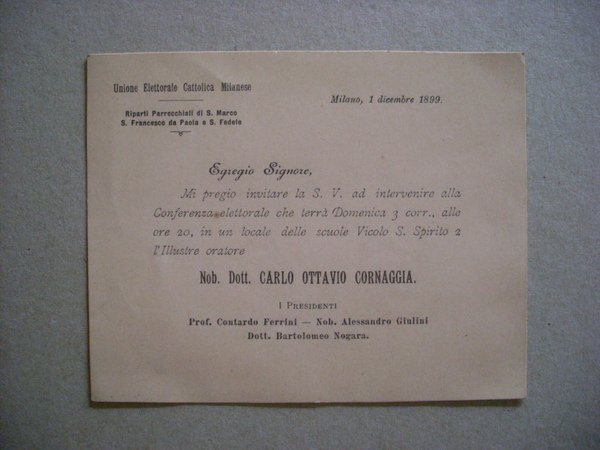 Unione Elettorale Cattolica Milanese
Riparti Parrocchiali di S. Marco
S. Francesco da Paola e S. Fedele
Milano, 1 dicembre 1899.
Egregio Signore,
Mi pregio invitare la S. V. ad intervenire alla
Conferenza elettorale che terrà Domenica 3 corr., alle
ore 20, in un locale delle scuole Vicolo S. Spirito 2
l'Illustre oratore
Nob. Dott. CARLO OTTAVIO CORNAGGIA.
I PRESIDENTI
Prof. Contardo Ferrini — Nob. Alessandro Giulini
Dott. Bartolomeo Nogara.